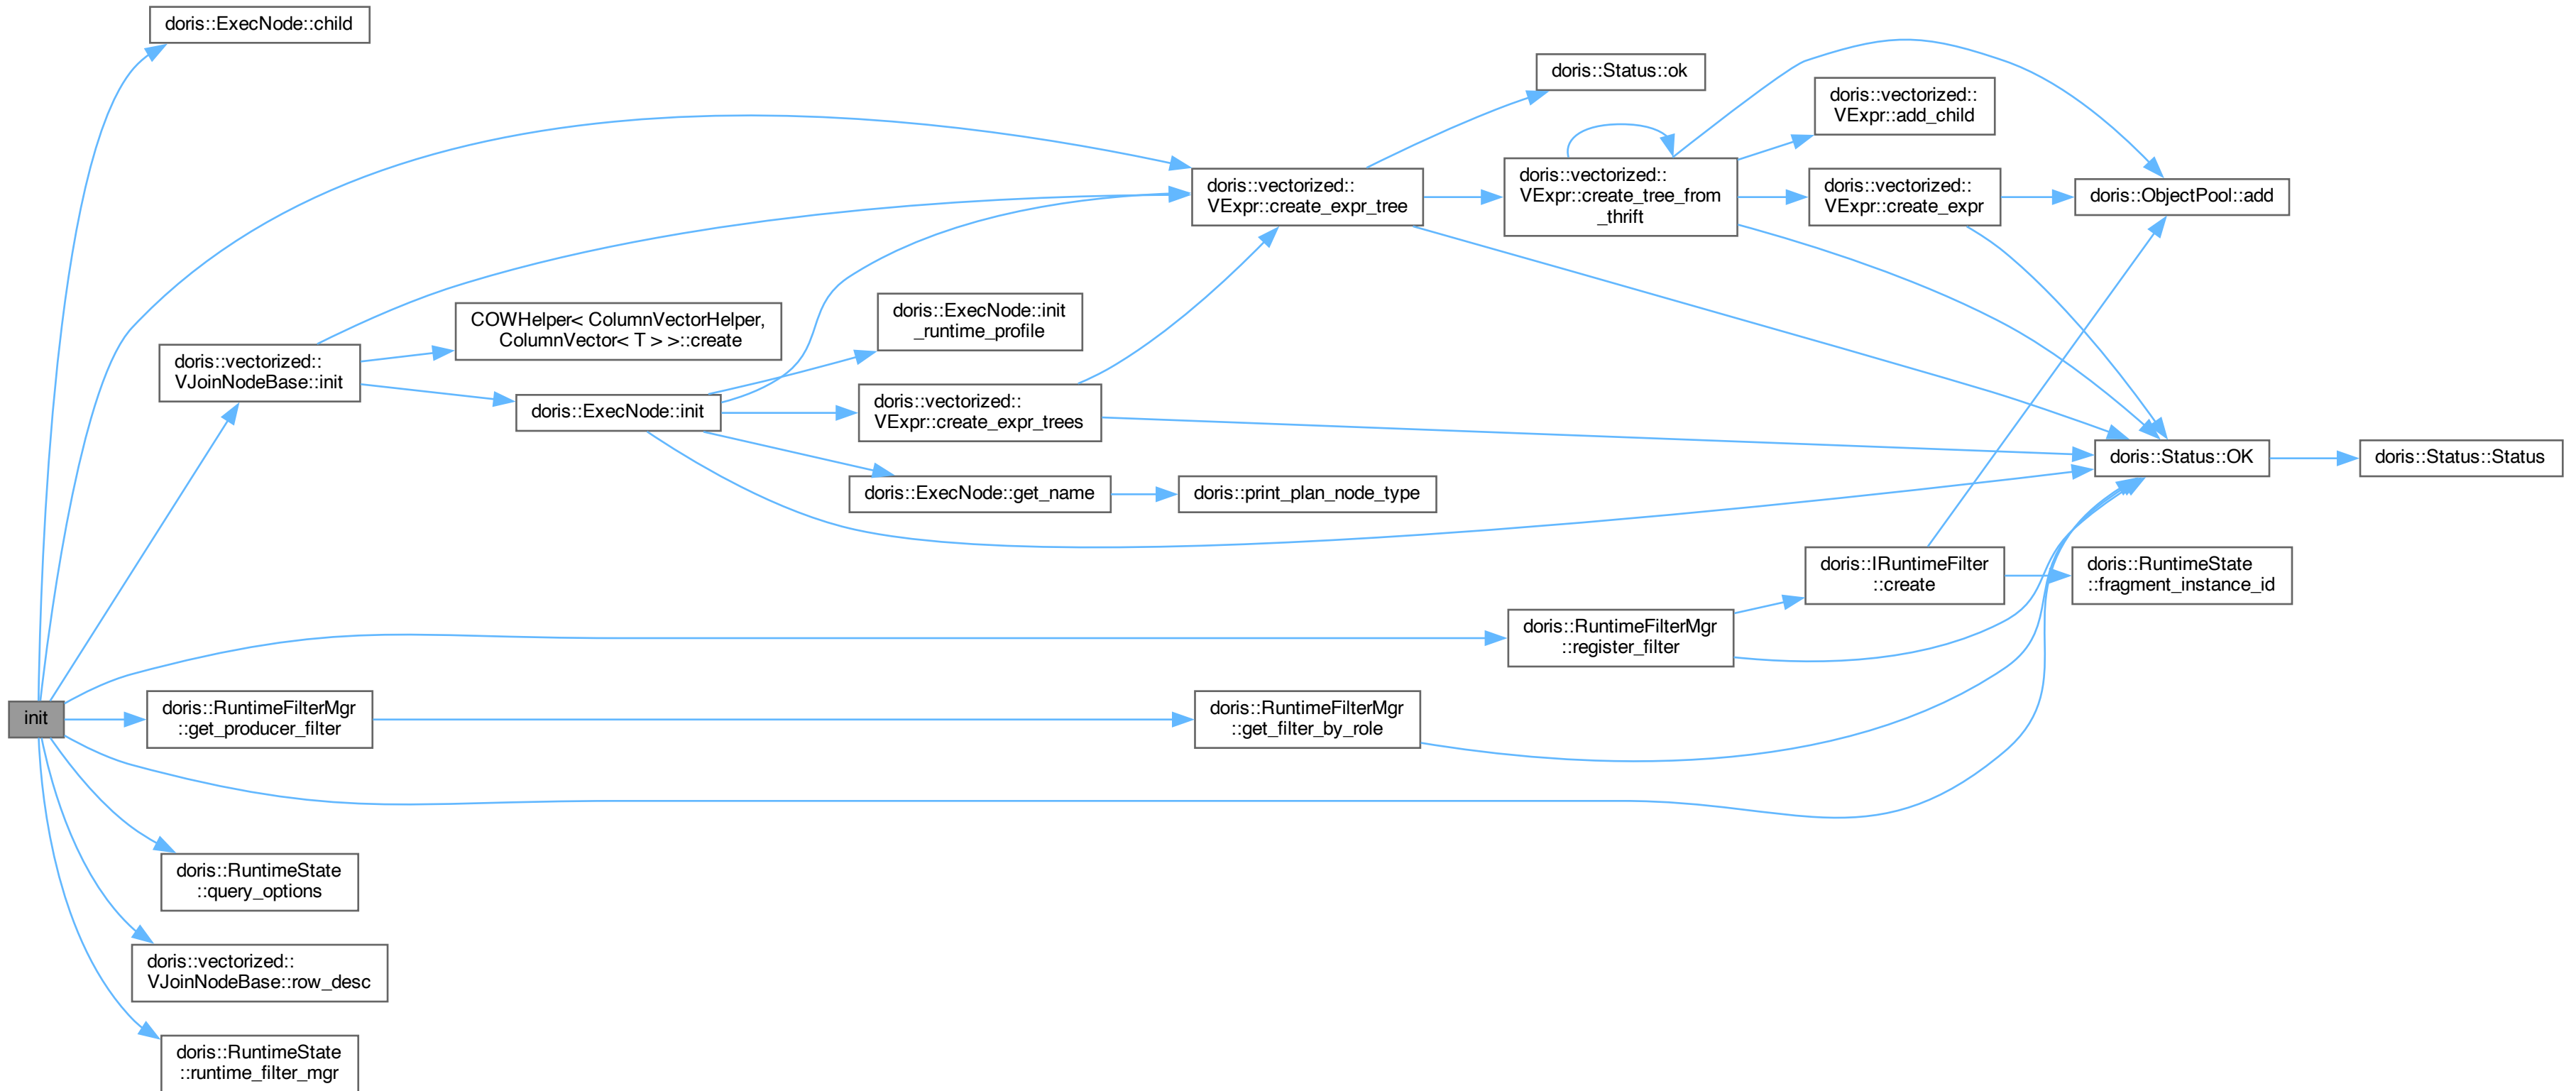 doris::ExecNode::child
doris::Status::ok
doris::vectorized::
VExpr::add_child
doris::vectorized::
VExpr::create_expr_tree
doris::vectorized::
VExpr::create_tree_from
_thrift
doris::vectorized::
VExpr::create_expr
doris::ObjectPool::add
COWHelper< ColumnVectorHelper,
ColumnVector< T > >::create
doris::ExecNode::init
_runtime_profile
doris::vectorized::
VJoinNodeBase::init
doris::ExecNode::init
doris::vectorized::
VExpr::create_expr_trees
doris::Status::OK
doris::Status::Status
doris::ExecNode::get_name
doris::print_plan_node_type
doris::IRuntimeFilter
::create
doris::RuntimeState
::fragment_instance_id
doris::RuntimeFilterMgr
::register_filter
init
doris::RuntimeFilterMgr
::get_producer_filter
doris::RuntimeFilterMgr
::get_filter_by_role
doris::RuntimeState
::query_options
doris::vectorized::
VJoinNodeBase::row_desc
doris::RuntimeState
::runtime_filter_mgr